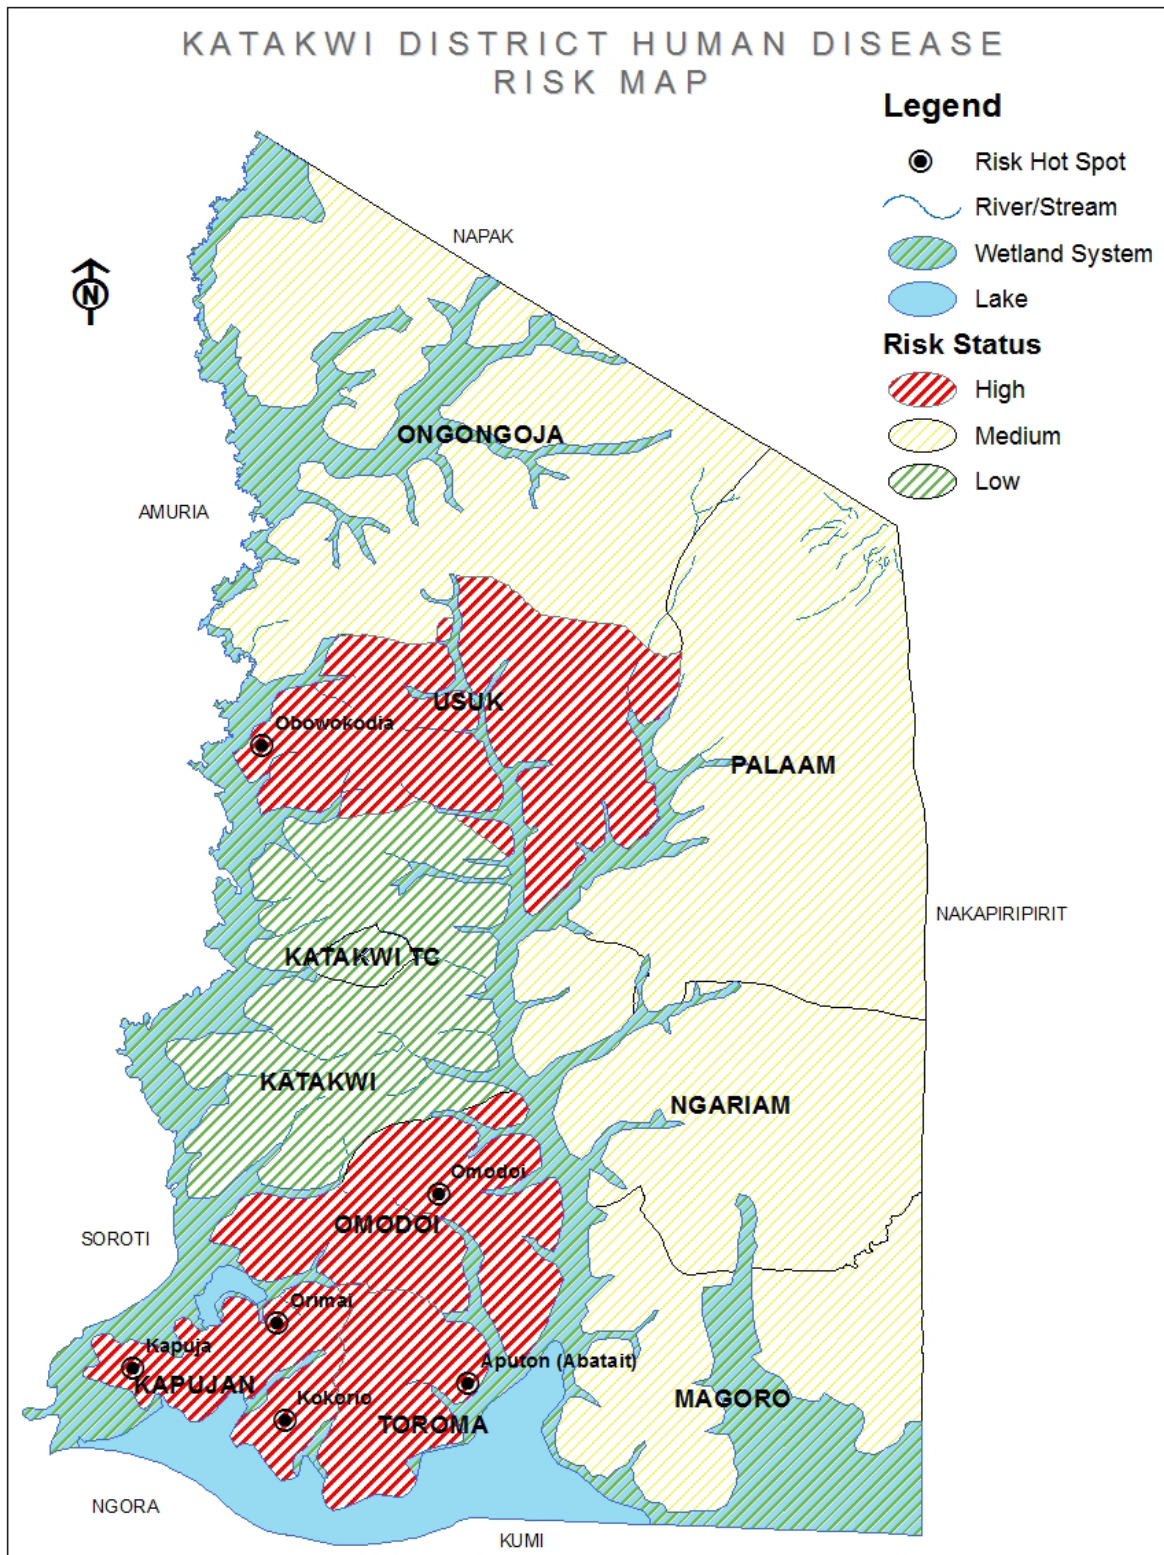 KATAKWI DISTRICT HUMAN DISEASE
RISK MAP
Legend
Risk Hot Spot
River/Stream
Wetland System
Lake
Risk Status
High
Medium
Low
N
NAPAK
ONGONGOJA
AMURIA
USUK
Obowokodia
PALAAM
NAKAPIRIPIRIT
KATAKWI TC
KATAKWI
NGARIAM
Omodoi
OMODOI
SOROTI
Orimai
Kapuja
Aputon (Abatait)
KAPUJAN
Kokorio
MAGORO
TOROMA
NGORA
KUMI